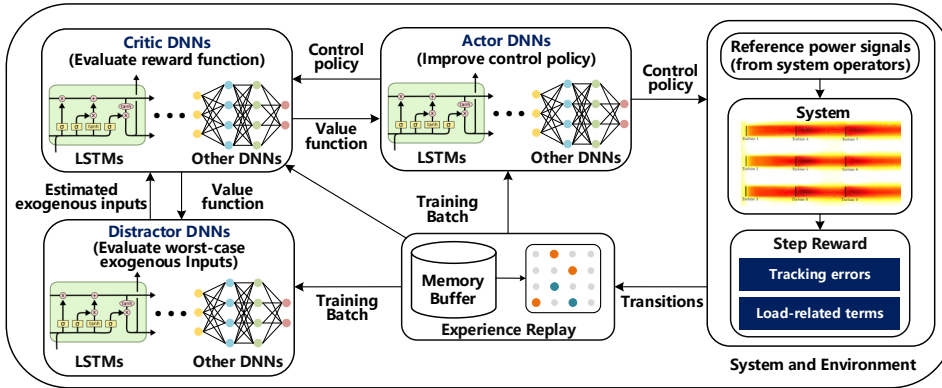 Critic DNNs
(Evaluate reward function)
LSTMs
Other DNNs
Control
policy
Value
function
Actor DNNs
(Improve control policy)
LSTMs
Other DNNs
Control
policy
Reference power signals
(from system operators)
System
Step Reward
Tracking errors
Load-related terms
System and Environment
Estimated
exogenous inputs
Value
function
Distractor DNNs
(Evaluate worst-case
exogenous Inputs)
LSTMs
Other DNNs
Training
Batch
Training
Batch
Memory
Buffer
Experience Replay
Transitions